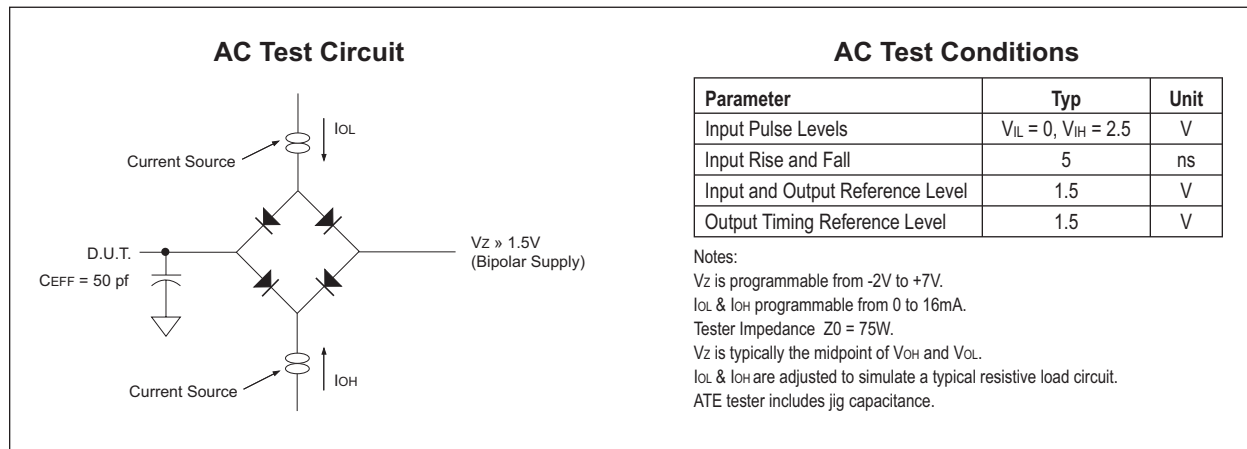 AC Test Circuit
IOL
Current Source
D.U.T.
CEFF = 50 pf
VZ » 1.5V
(Bipolar Supply)
Current Source
IOH
AC Test Conditions
Parameter Typ Unit
Input Pulse Levels VIL = 0, VIH = 2.5 V
Input Rise and Fall 5 ns
Input and Output Reference Level 1.5 V
Output Timing Reference Level 1.5 V
Notes:
VZ is programmable from -2V to +7V.
IOL & IOH programmable from 0 to 16mA.
Tester Impedance Z0 = 75W.
VZ is typically the midpoint of VOH and VOL.
IOL & IOH are adjusted to simulate a typical resistive load circuit.
ATE tester includes jig capacitance.